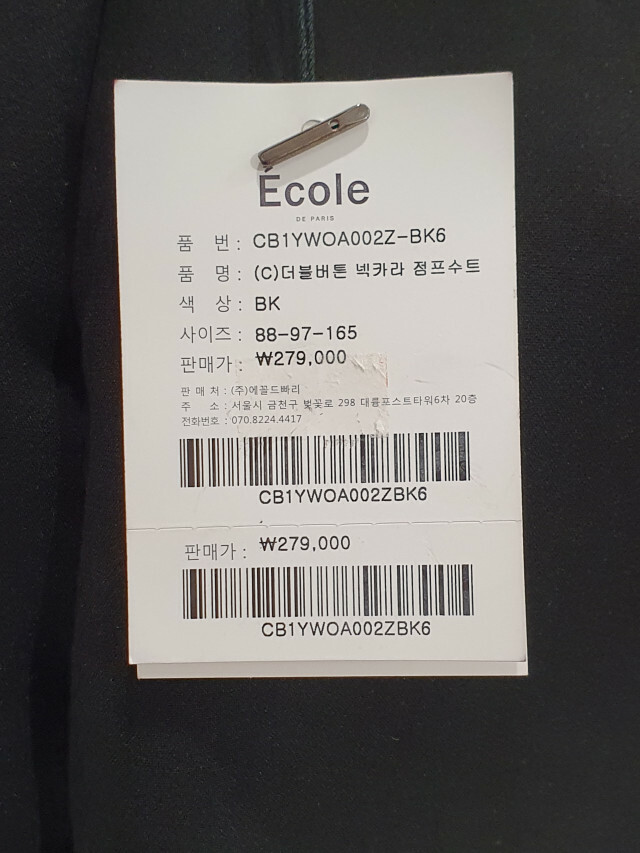 École
DE PARIS
품 번 : CB1YWOA002Z-BK6
품 명 : (C)더블버튼 넥카라 점프수트
색 상 : BK
사이즈 : 88-97-165
판매가 : ₩279,000
판 매 처 : (주)에꼴드빠리
주 소 : 서울시 금천구 벚꽃로 298 대륭포스트타워6차 20층
전화번호 : 070.8224.4417
CB1YWOA002ZBK6
판매가 : ₩279,000
CB1YWOA002ZBK6